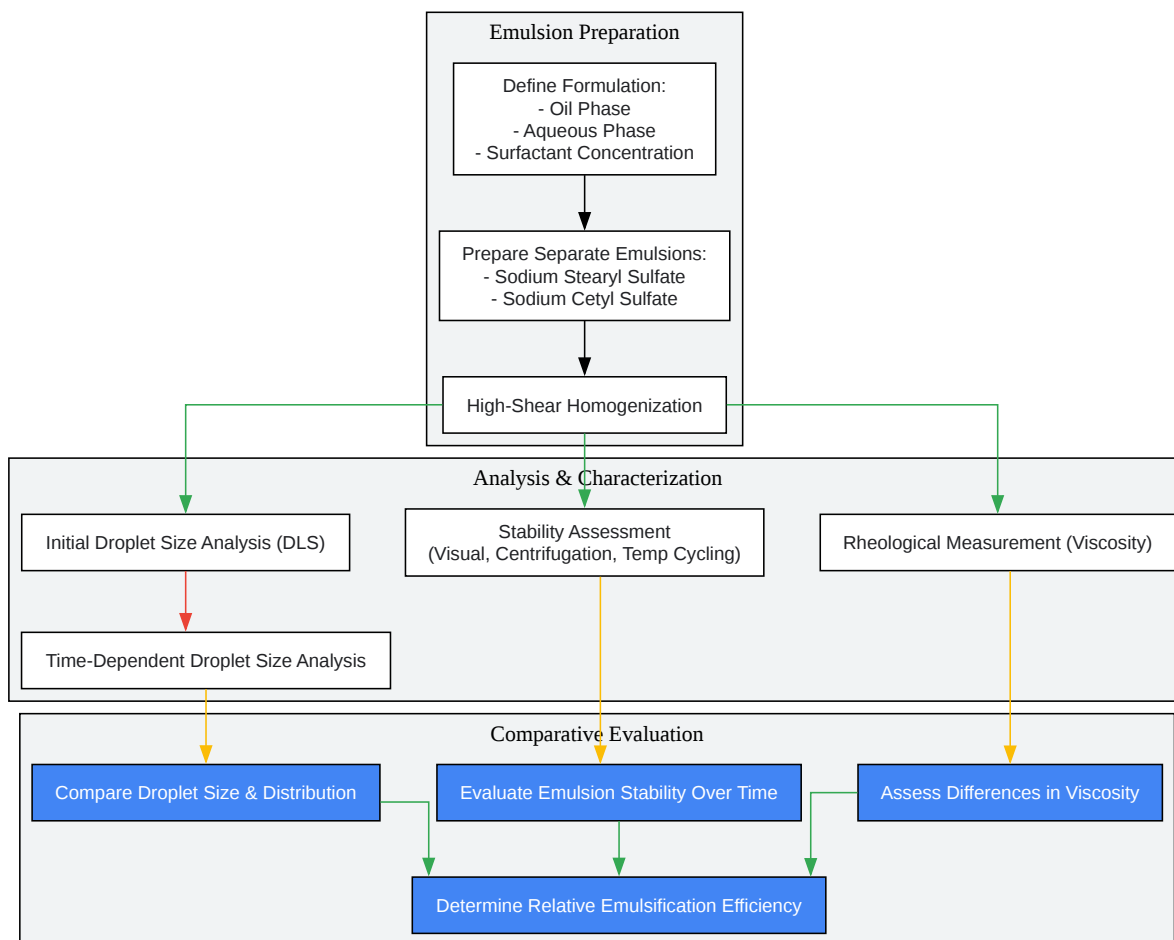 Emulsion Preparation
Define Formulation:
- Oil Phase
- Aqueous Phase
- Surfactant Concentration
Prepare Separate Emulsions:
- Sodium Stearyl Sulfate
- Sodium Cetyl Sulfate
High-Shear Homogenization
Analysis & Characterization
Initial Droplet Size Analysis (DLS)
Stability Assessment
(Visual, Centrifugation, Temp Cycling)
Rheological Measurement (Viscosity)
Time-Dependent Droplet Size Analysis
Comparative Evaluation
Compare Droplet Size & Distribution
Evaluate Emulsion Stability Over Time
Assess Differences in Viscosity
Determine Relative Emulsification Efficiency